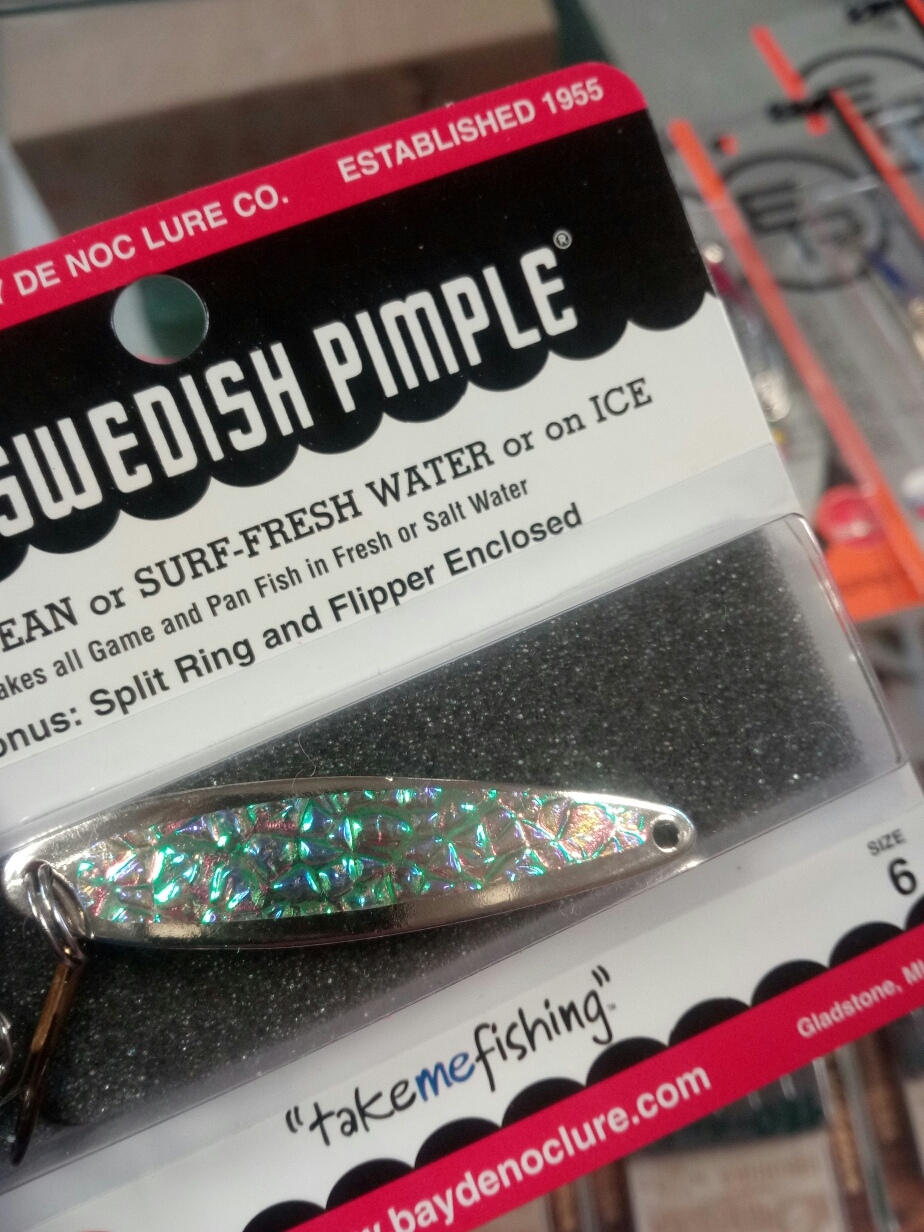 Y DE NOC LURE CO. ESTABLISHED 1955
SWEDISH PIMPLE®
EAN or SURF-FRESH WATER or on ICE
akes all Game and Pan Fish in Fresh or Salt Water
onus: Split Ring and Flipper Enclosed
SIZE
6
"takemefishing"™
Gladstone, MI
w.baydenoclure.com